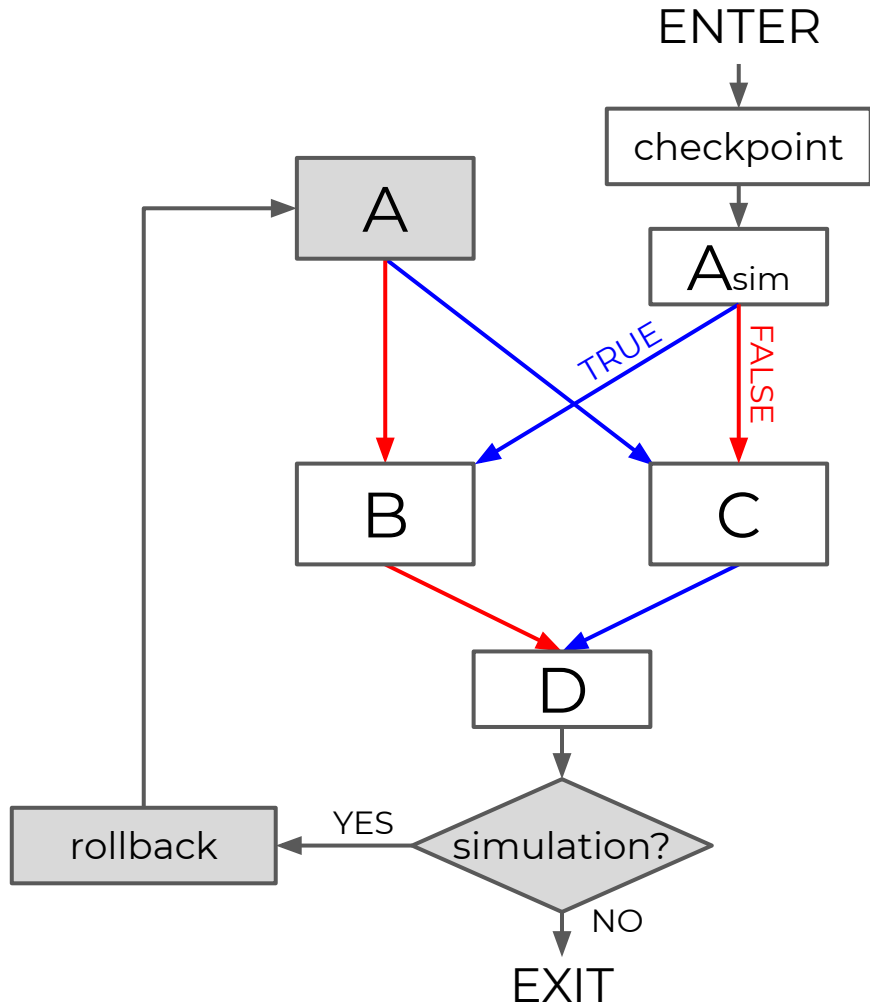 ENTER
checkpoint
A
Asim
TRUE
FALSE
B
C
D
simulation?
YES
rollback
NO
EXIT